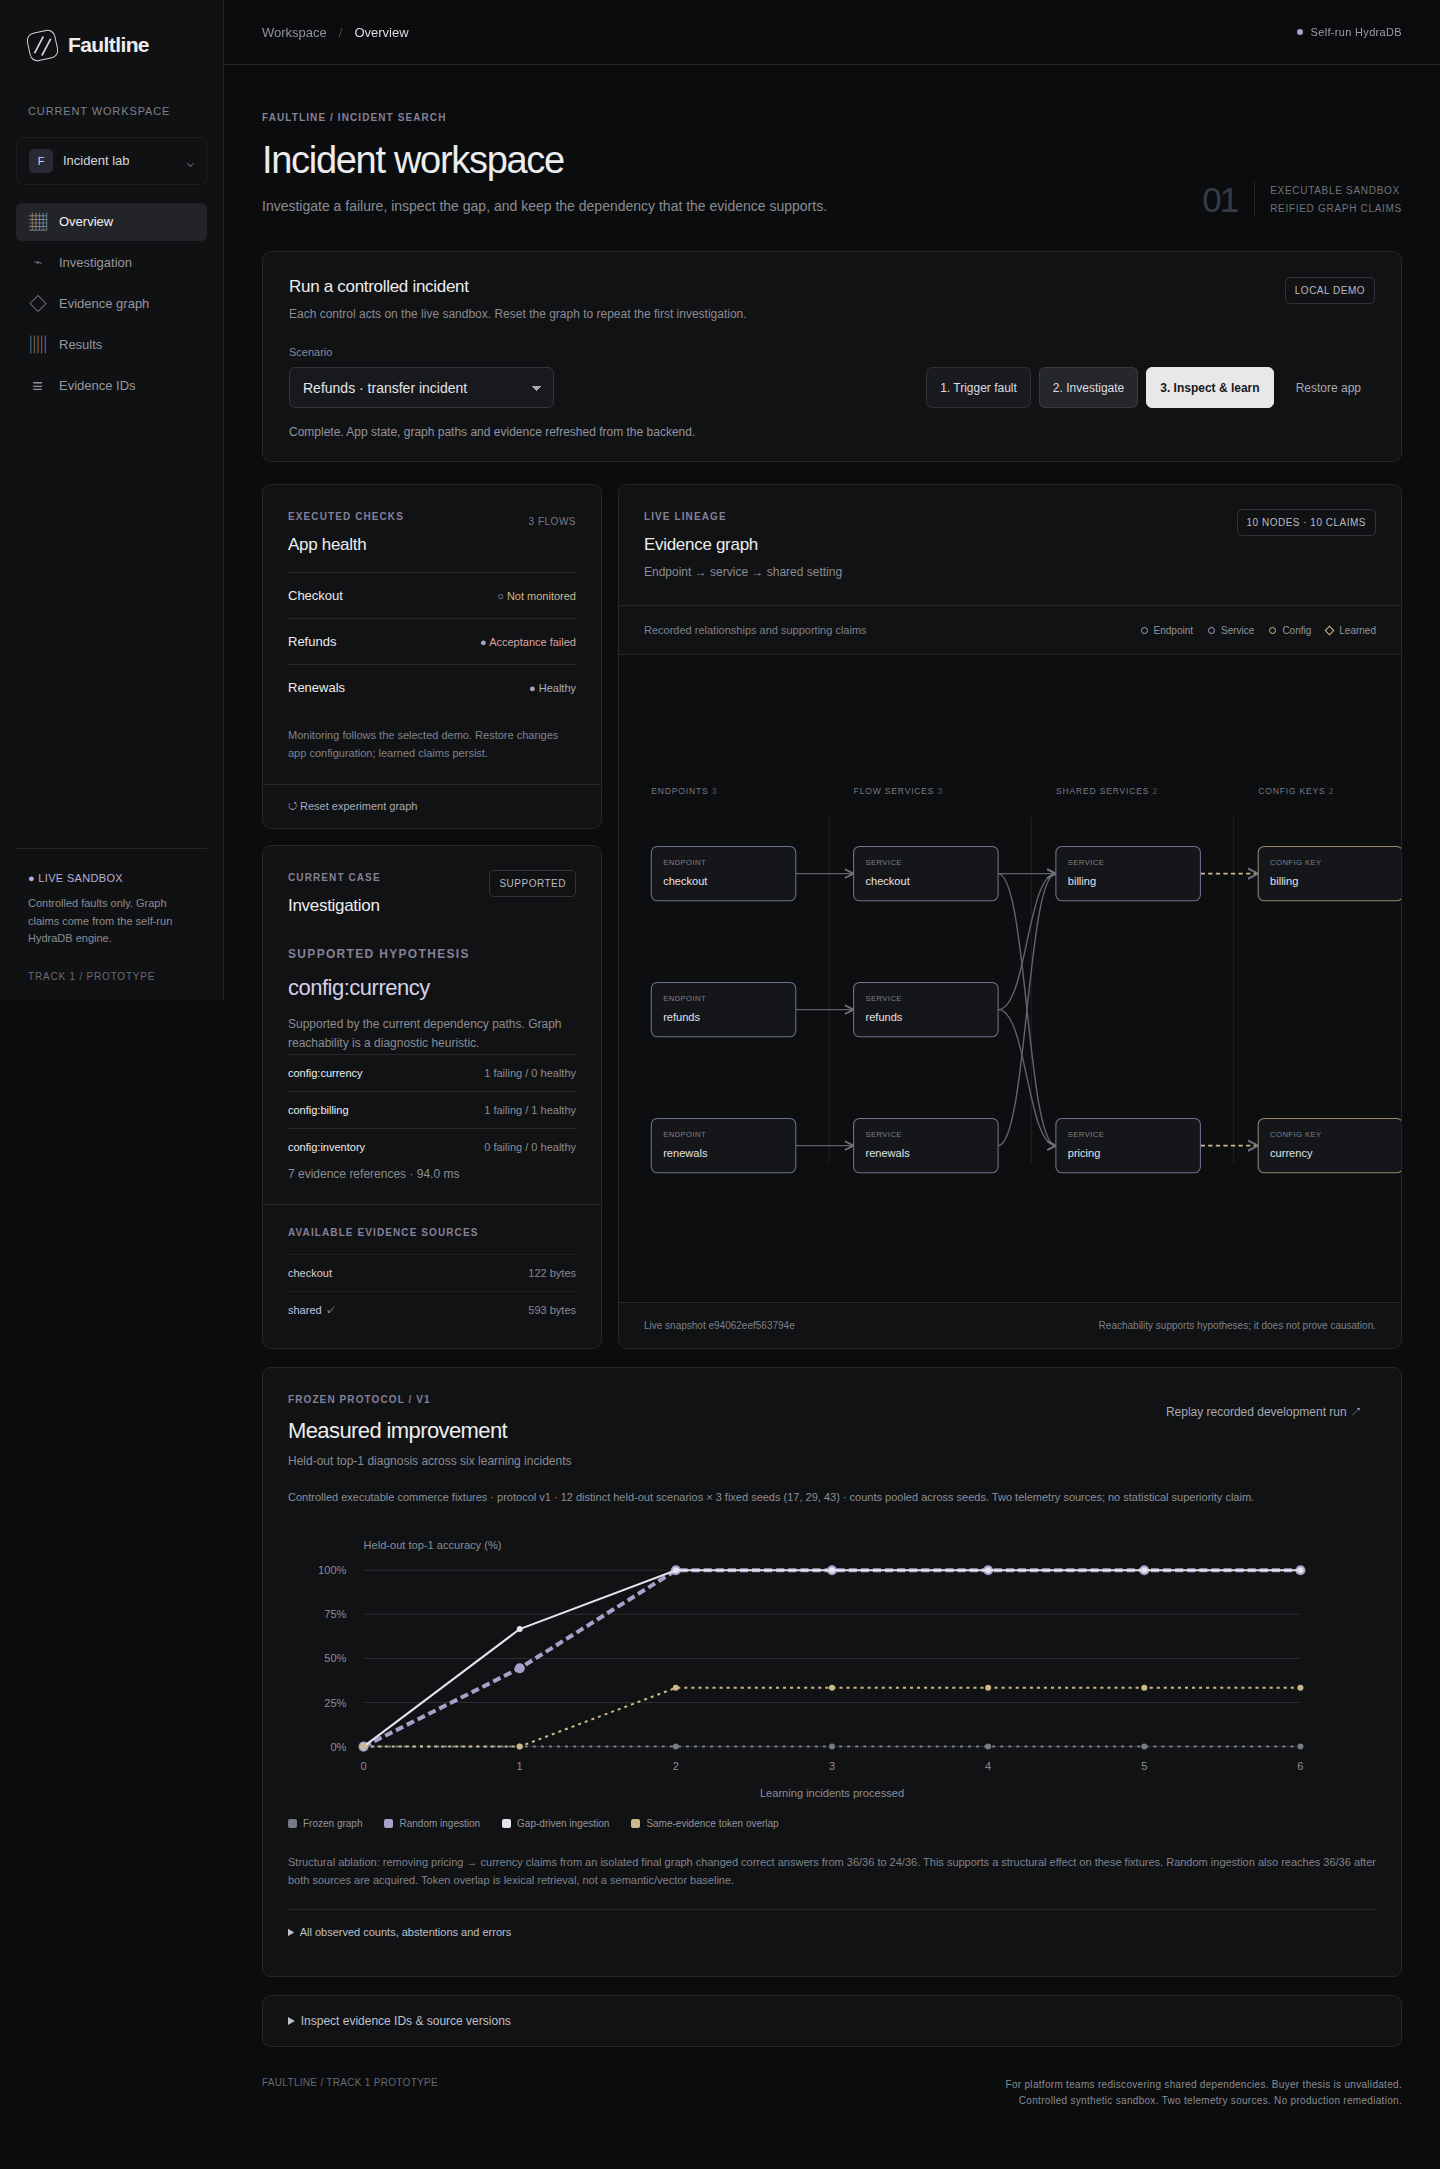 Faultline
CURRENT WORKSPACE
F Incident lab
Overview
Investigation
Evidence graph
Results
Evidence IDs
● LIVE SANDBOX
Controlled faults only. Graph
claims come from the self-run
HydraDB engine.
TRACK 1 / PROTOTYPE
Workspace / Overview
Self-run HydraDB
FAULTLINE / INCIDENT SEARCH
Incident workspace
Investigate a failure, inspect the gap, and keep the dependency that the evidence supports.
01
EXECUTABLE SANDBOX
REIFIED GRAPH CLAIMS
Run a controlled incident
LOCAL DEMO
Each control acts on the live sandbox. Reset the graph to repeat the first investigation.
Scenario
Refunds · transfer incident
1. Trigger fault
2. Investigate
3. Inspect & learn
Restore app
Complete. App state, graph paths and evidence refreshed from the backend.
EXECUTED CHECKS
3 FLOWS
App health
Checkout ○ Not monitored
Refunds ● Acceptance failed
Renewals ● Healthy
Monitoring follows the selected demo. Restore changes
app configuration; learned claims persist.
Reset experiment graph
CURRENT CASE
SUPPORTED
Investigation
SUPPORTED HYPOTHESIS
config:currency
Supported by the current dependency paths. Graph
reachability is a diagnostic heuristic.
config:currency 1 failing / 0 healthy
config:billing 1 failing / 1 healthy
config:inventory 0 failing / 0 healthy
7 evidence references · 94.0 ms
AVAILABLE EVIDENCE SOURCES
checkout 122 bytes
shared ✓ 593 bytes
LIVE LINEAGE
10 NODES · 10 CLAIMS
Evidence graph
Endpoint → service → shared setting
Recorded relationships and supporting claims
Endpoint Service Config Learned
ENDPOINTS 3 FLOW SERVICES 3 SHARED SERVICES 2 CONFIG KEYS 2
ENDPOINT SERVICE SERVICE CONFIG KEY
checkout checkout billing billing
ENDPOINT SERVICE
refunds refunds
ENDPOINT SERVICE SERVICE CONFIG KEY
renewals renewals pricing currency
Live snapshot e94062eef563794e
Reachability supports hypotheses; it does not prove causation.
FROZEN PROTOCOL / V1
Replay recorded development run ↗
Measured improvement
Held-out top-1 diagnosis across six learning incidents
Controlled executable commerce fixtures · protocol v1 · 12 distinct held-out scenarios × 3 fixed seeds (17, 29, 43) · counts pooled across seeds. Two telemetry sources; no statistical superiority claim.
Held-out top-1 accuracy (%)
100%
75%
50%
25%
0%
0 1 2 3 4 5 6
Learning incidents processed
Frozen graph Random ingestion Gap-driven ingestion Same-evidence token overlap
Structural ablation: removing pricing → currency claims from an isolated final graph changed correct answers from 36/36 to 24/36. This supports a structural effect on these fixtures. Random ingestion also reaches 36/36 after
both sources are acquired. Token overlap is lexical retrieval, not a semantic/vector baseline.
▶ All observed counts, abstentions and errors
▶ Inspect evidence IDs & source versions
FAULTLINE / TRACK 1 PROTOTYPE
For platform teams rediscovering shared dependencies. Buyer thesis is unvalidated.
Controlled synthetic sandbox. Two telemetry sources. No production remediation.